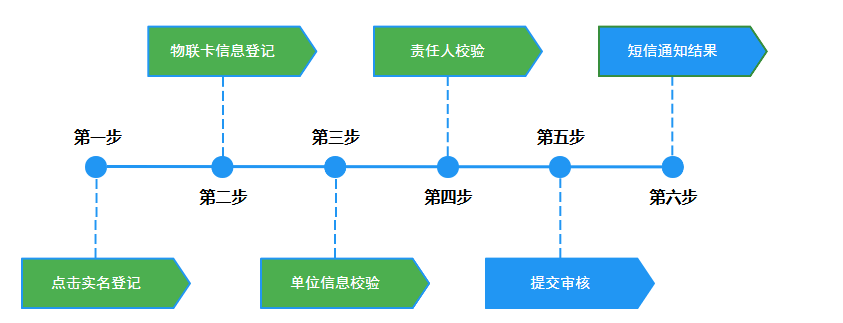 物联卡信息登记
责任人校验
短信通知结果
第一步
第三步
第五步
第二步
第四步
第六步
点击实名登记
单位信息校验
提交审核